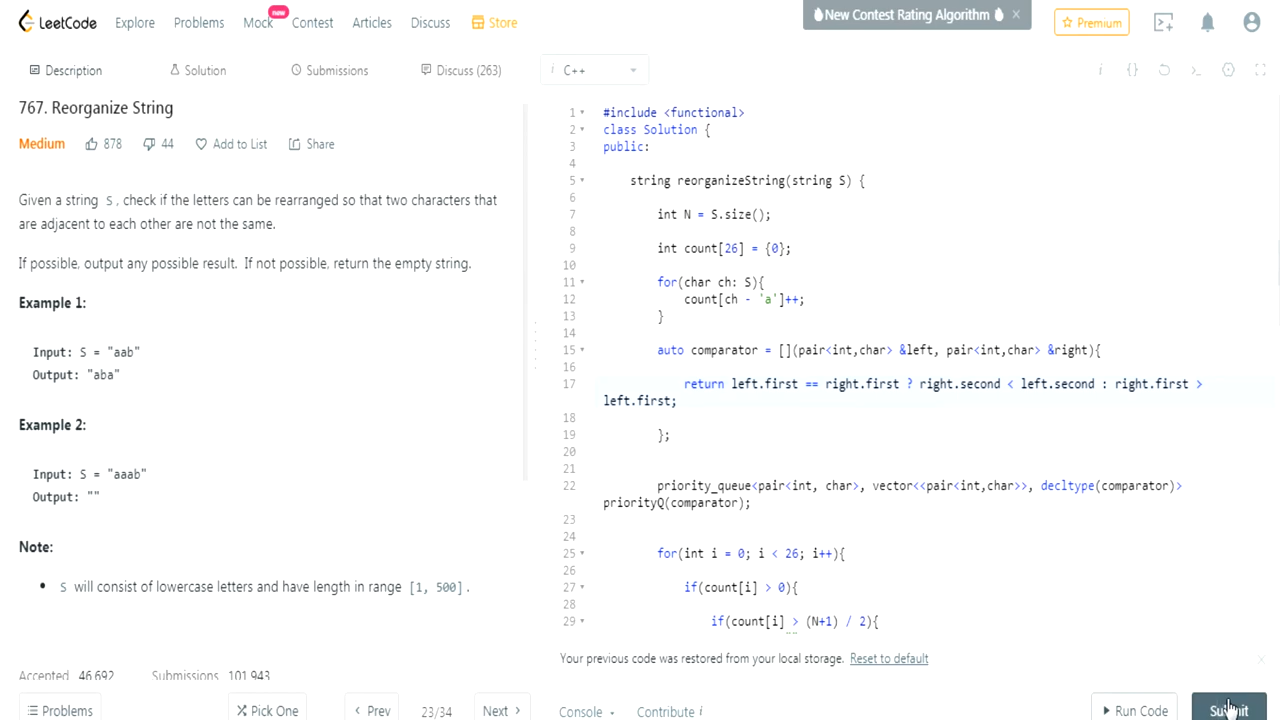 LeetCode Explore Problems Mock new Contest Articles Discuss Store New Contest Rating Algorithm × Premium
Description Solution Submissions Discuss (263) i C++ i {}
767. Reorganize String
Medium 878 44 Add to List Share
Given a string S, check if the letters can be rearranged so that two characters that
are adjacent to each other are not the same.
If possible, output any possible result. If not possible, return the empty string.
Example 1:
Input: S = "aab"
Output: "aba"
Example 2:
Input: S = "aaab"
Output: ""
Note:
• S will consist of lowercase letters and have length in range [1, 500].
Accepted 46,692 Submissions 101,943
1 #include <functional>
2 class Solution {
3 public:
4
5 string reorganizeString(string S) {
6
7 int N = S.size();
8
9 int count[26] = {0};
10
11 for(char ch: S){
12 count[ch - 'a']++;
13 }
14
15 auto comparator = [](pair<int,char> &left, pair<int,char> &right){
16
17 return left.first == right.first ? right.second < left.second : right.first >
left.first;
18
19 };
20
21
22 priority_queue<pair<int, char>, vector<<pair<int,char>>, decltype(comparator)>
priorityQ(comparator);
23
24
25 for(int i = 0; i < 26; i++){
26
27 if(count[i] > 0){
28
29 if(count[i] > (N+1) / 2){
Your previous code was restored from your local storage. Reset to default
Problems Pick One < Prev 23/34 Next > Console Contribute i Run Code Submit